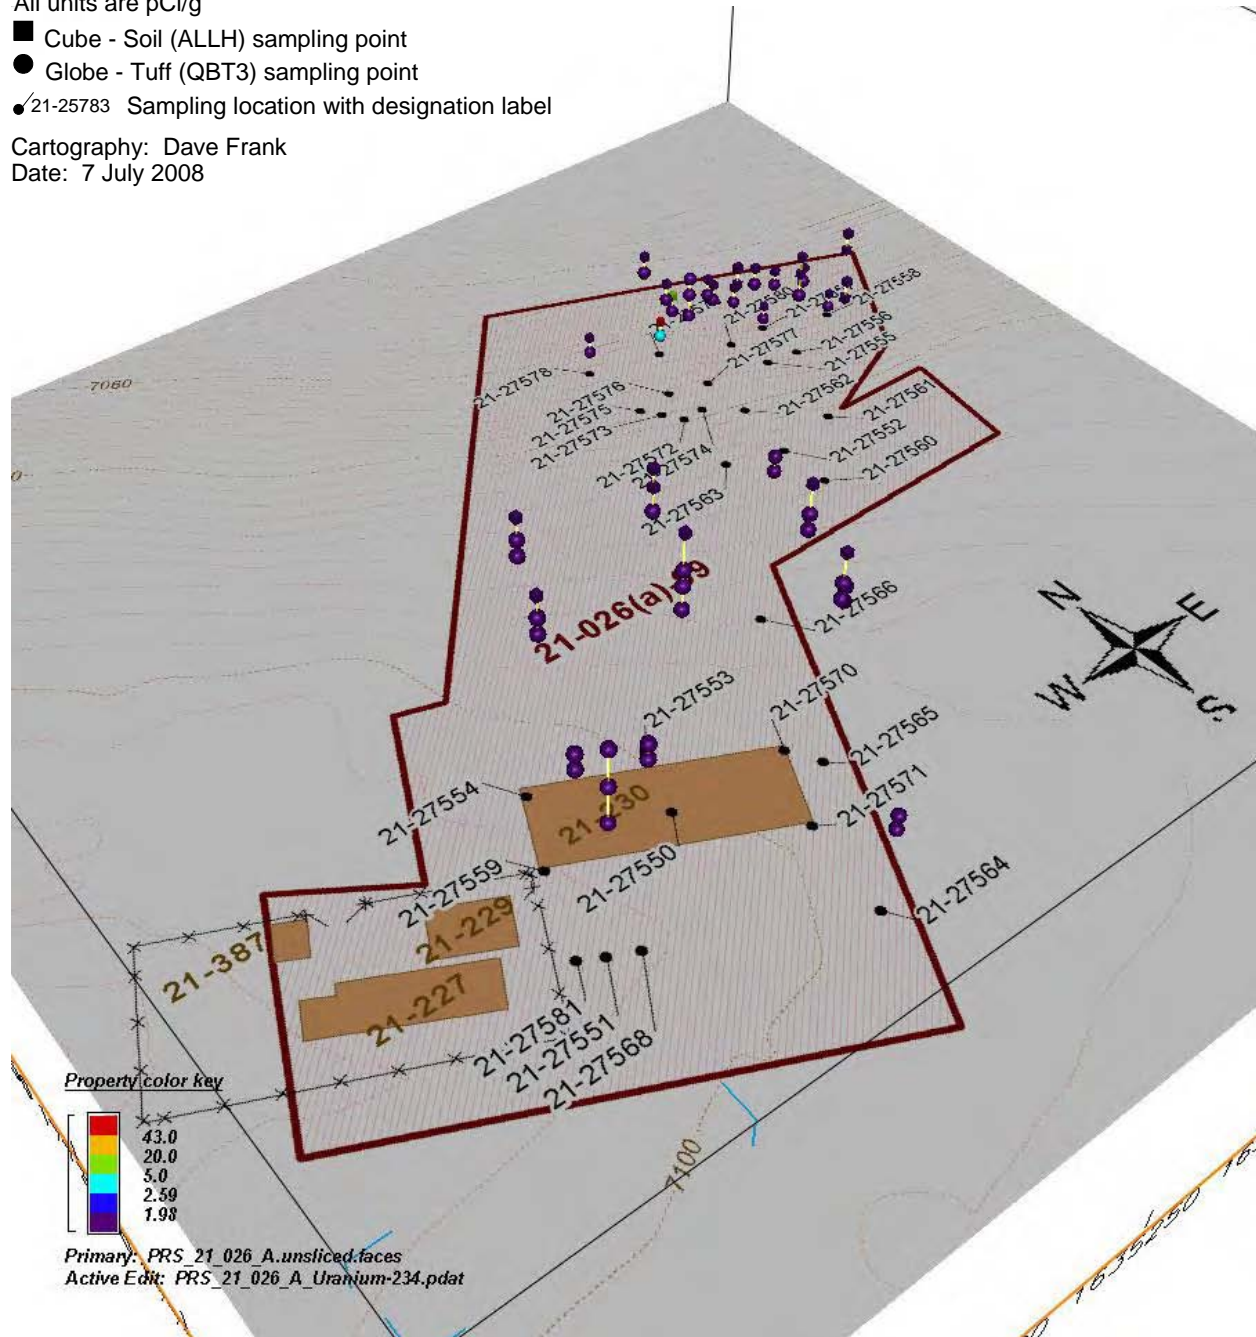 All units are pCi/g
Cube - Soil (ALLH) sampling point
Globe - Tuff (QBT3) sampling point
21-25783 Sampling location with designation label
Cartography: Dave Frank
Date: 7 July 2008
7060
21-27558
21-27556
21-27555
21-27577
21-27578
21-27576
21-27562
21-27561
21-27575
21-27573
21-27572
21-27574
21-27552
21-27560
21-27563
21-026(a)-99
21-27566
N
E
W
S
21-27553
21-27570
21-27565
21-27554
21-230
21-27571
21-27559
21-27550
21-27564
21-229
21-387
21-227
21-27581
21-27551
21-27568
7100
Property color key
43.0
20.0
5.0
2.59
1.98
Primary: PRS_21_026_A.unsliced.faces
Active Edit: PRS_21_026_A_Uranium-234.pdat
1635250